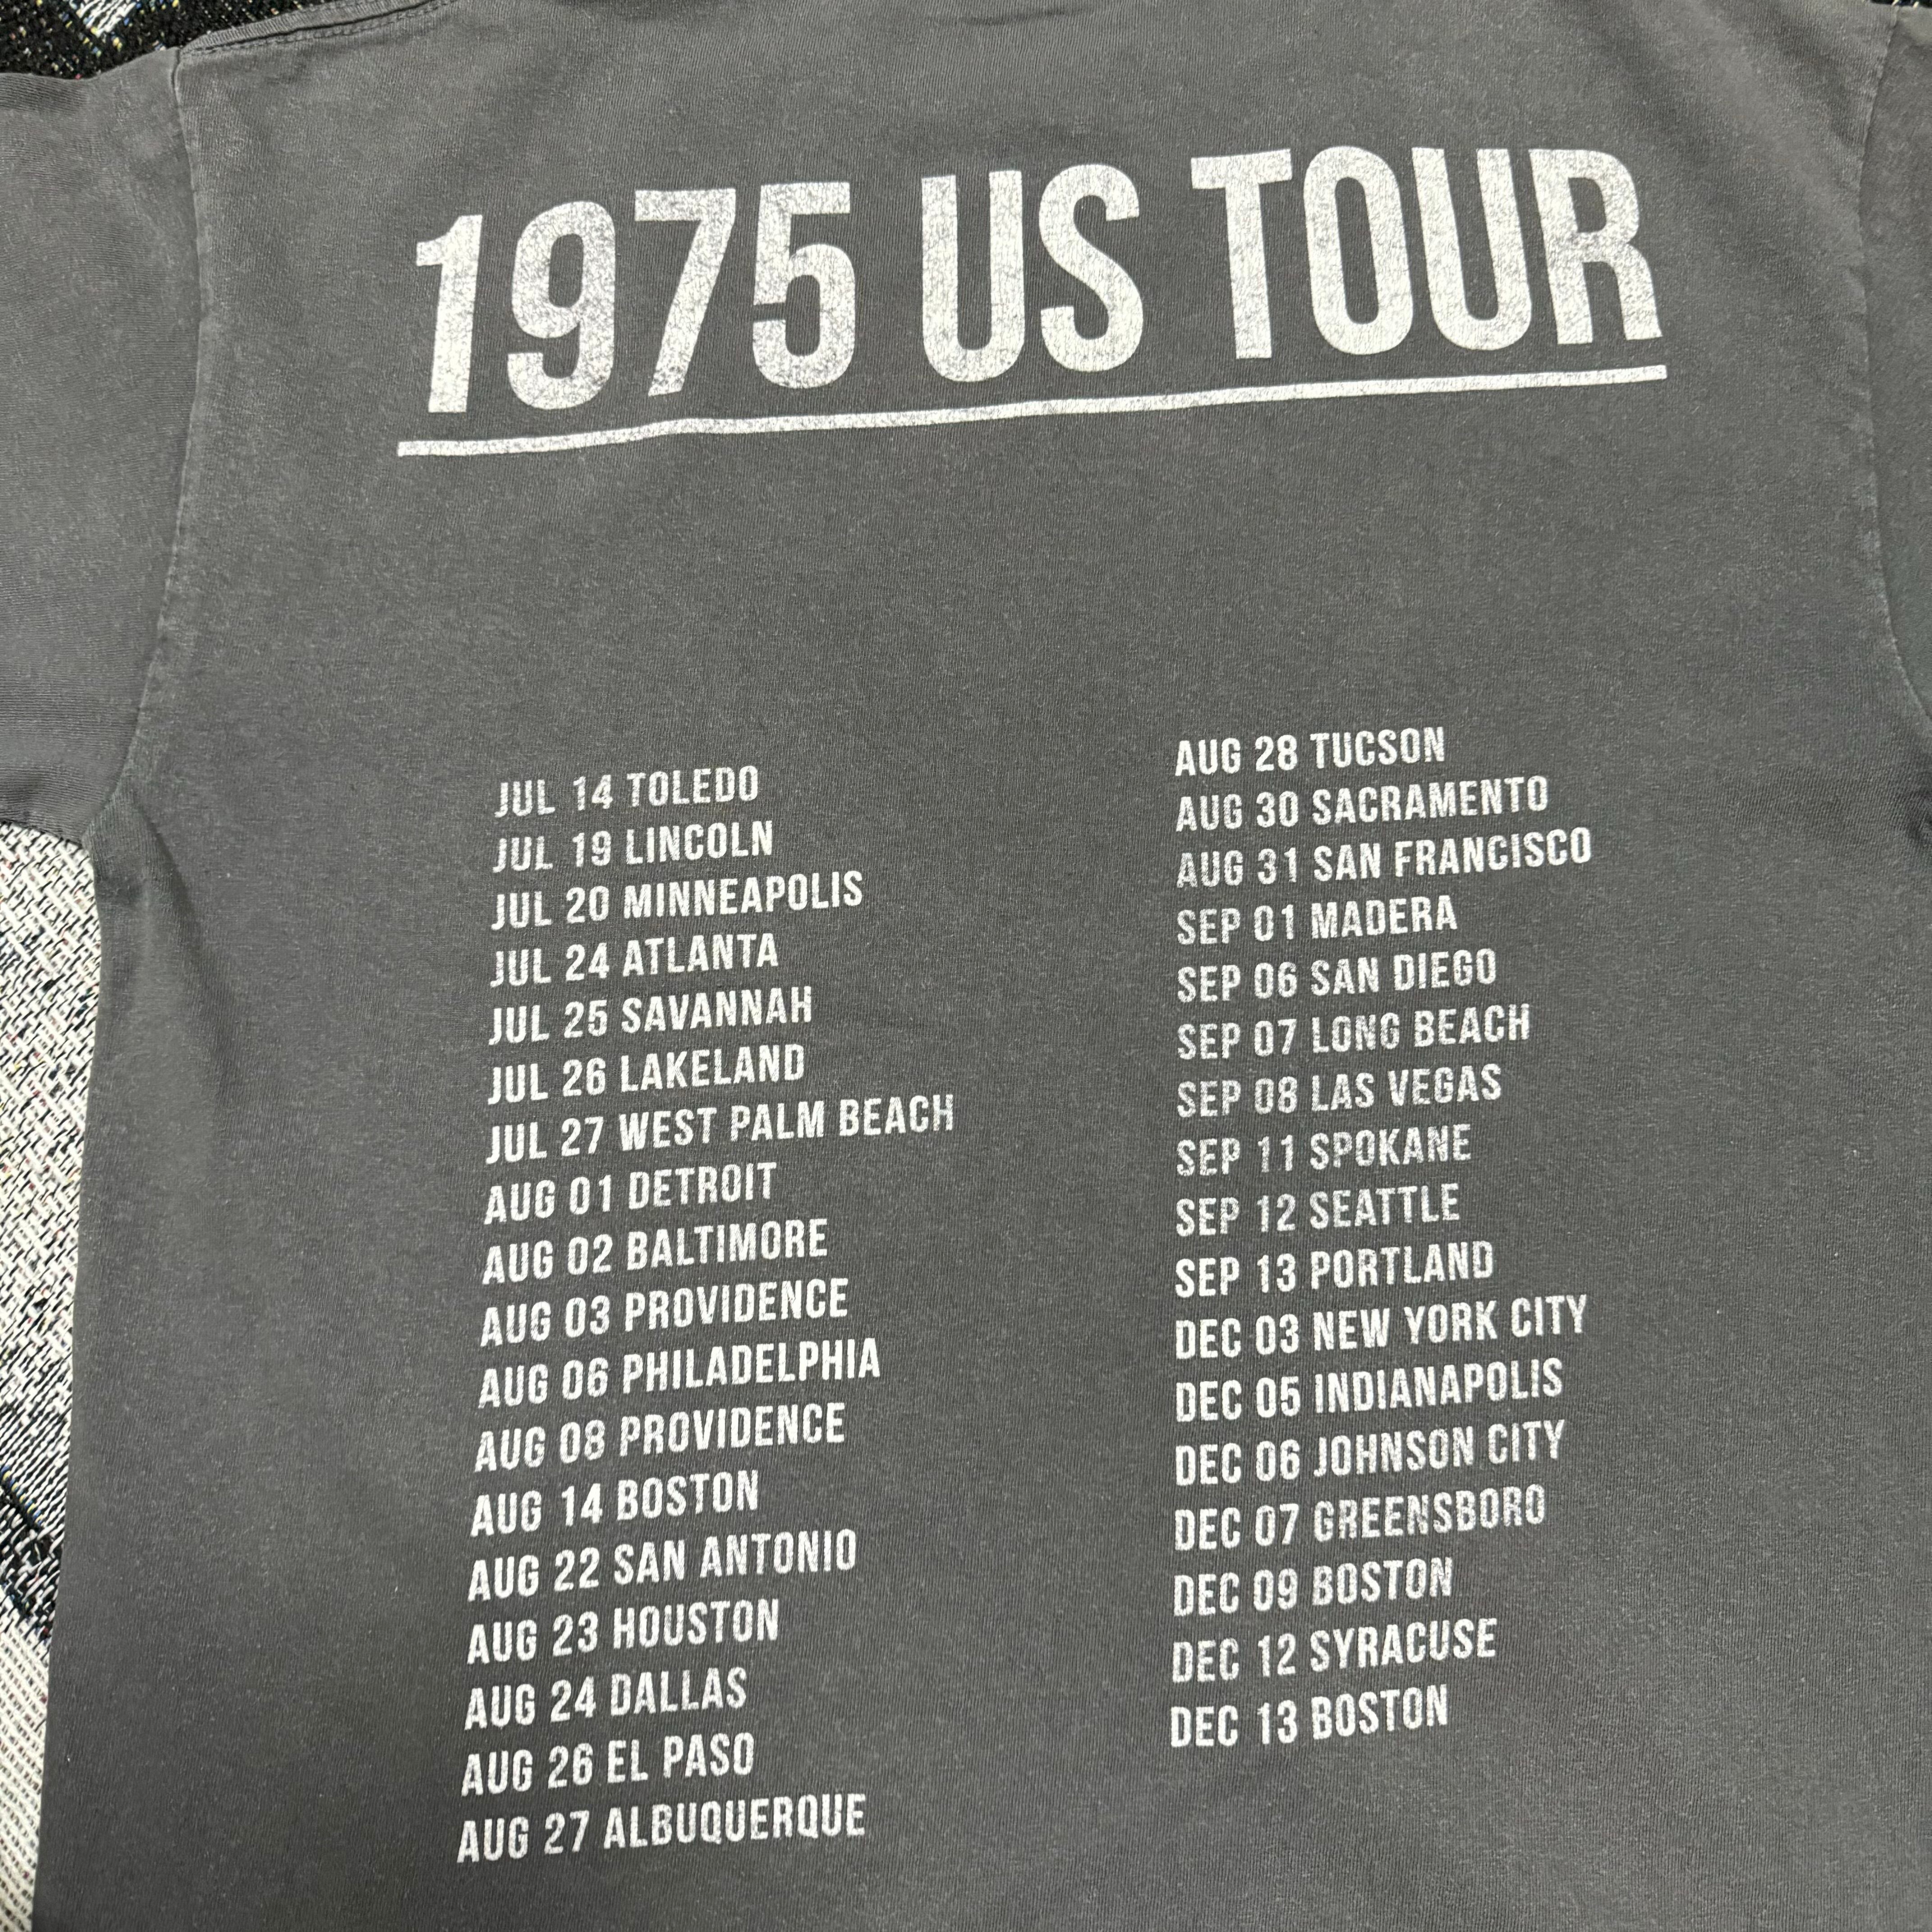 1975 US TOUR
JUL 14 TOLEDO
JUL 19 LINCOLN
JUL 20 MINNEAPOLIS
JUL 24 ATLANTA
JUL 25 SAVANNAH
JUL 26 LAKELAND
JUL 27 WEST PALM BEACH
AUG 01 DETROIT
AUG 02 BALTIMORE
AUG 03 PROVIDENCE
AUG 06 PHILADELPHIA
AUG 08 PROVIDENCE
AUG 14 BOSTON
AUG 22 SAN ANTONIO
AUG 23 HOUSTON
AUG 24 DALLAS
AUG 26 EL PASO
AUG 27 ALBUQUERQUE
AUG 28 TUCSON
AUG 30 SACRAMENTO
AUG 31 SAN FRANCISCO
SEP 01 MADERA
SEP 06 SAN DIEGO
SEP 07 LONG BEACH
SEP 08 LAS VEGAS
SEP 11 SPOKANE
SEP 12 SEATTLE
SEP 13 PORTLAND
DEC 03 NEW YORK CITY
DEC 05 INDIANAPOLIS
DEC 06 JOHNSON CITY
DEC 07 GREENSBORO
DEC 09 BOSTON
DEC 12 SYRACUSE
DEC 13 BOSTON